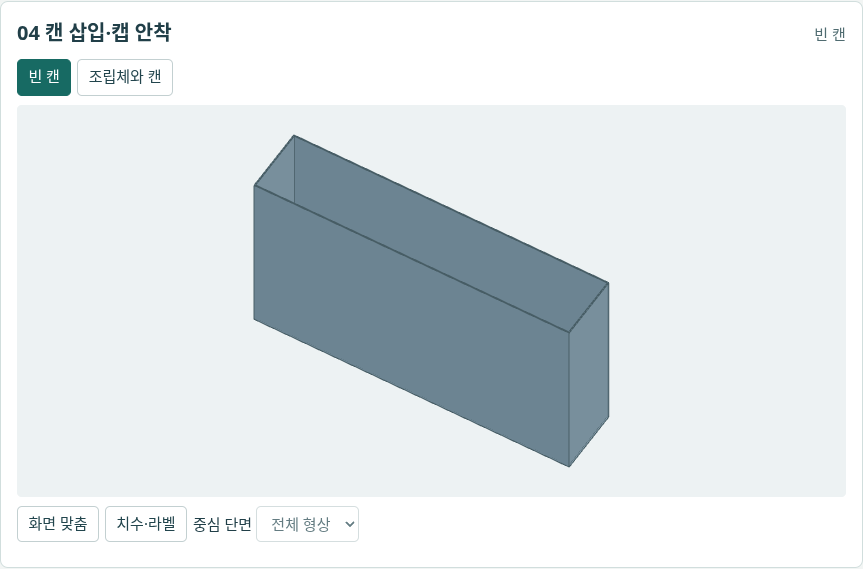 04 캔 삽입·캡 안착
빈 캔
빈 캔
조립체와 캔
화면 맞춤
치수·라벨
중심 단면
전체 형상